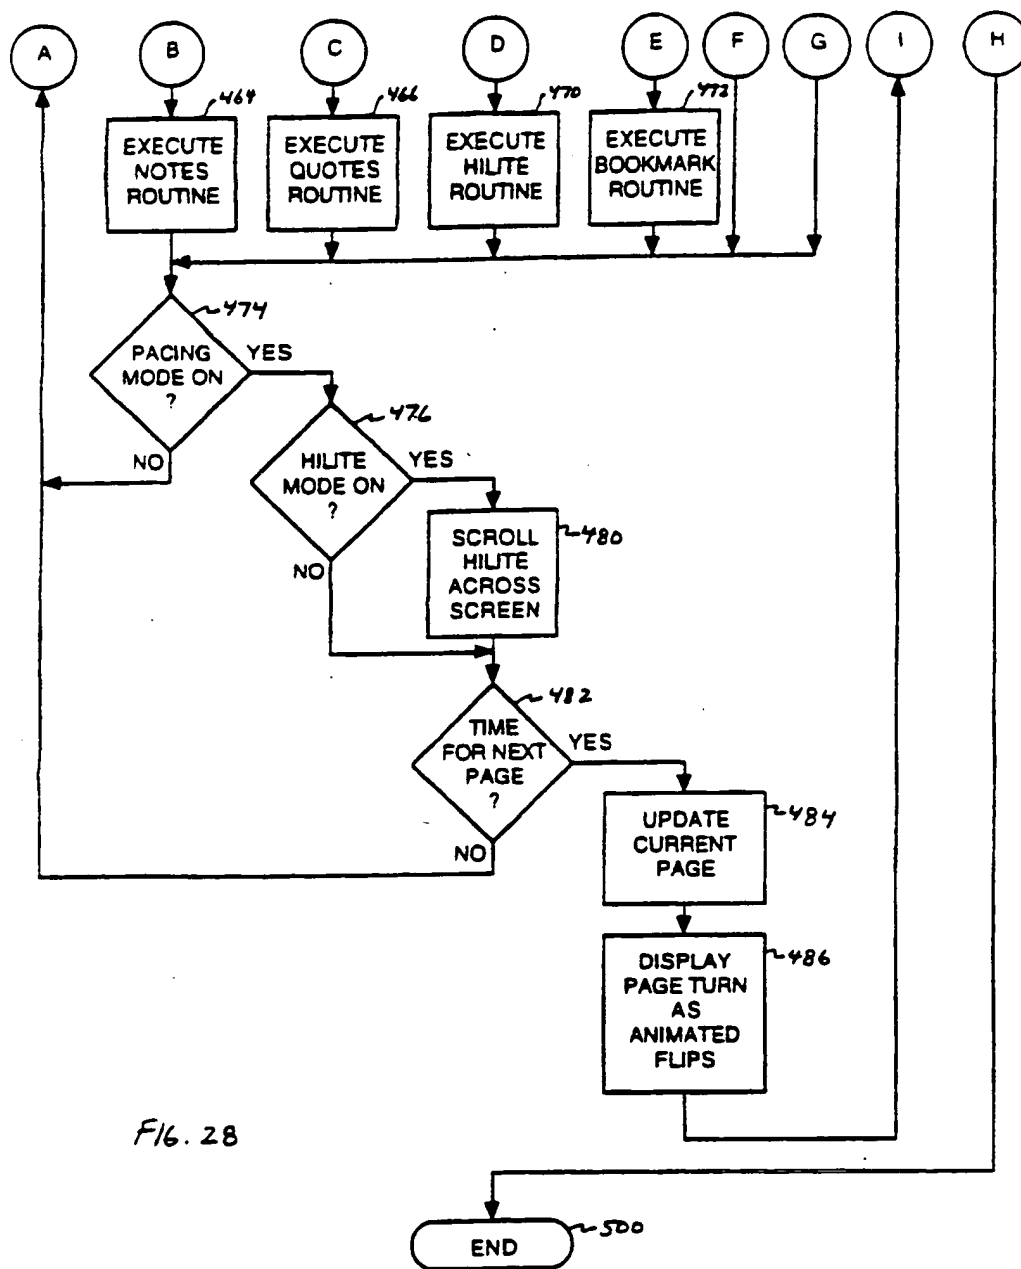 A B C D E F G I H
464 466 470 472
EXECUTE
NOTES
ROUTINE
EXECUTE
QUOTES
ROUTINE
EXECUTE
HILITE
ROUTINE
EXECUTE
BOOKMARK
ROUTINE
474
PACING
MODE ON
?
YES
NO
476
HILITE
MODE ON
?
YES
NO
480
SCROLL
HILITE
ACROSS
SCREEN
482
TIME
FOR NEXT
PAGE
?
YES
NO
484
UPDATE
CURRENT
PAGE
486
DISPLAY
PAGE TURN
AS
ANIMATED
FLIPS
FIG. 28
500
END